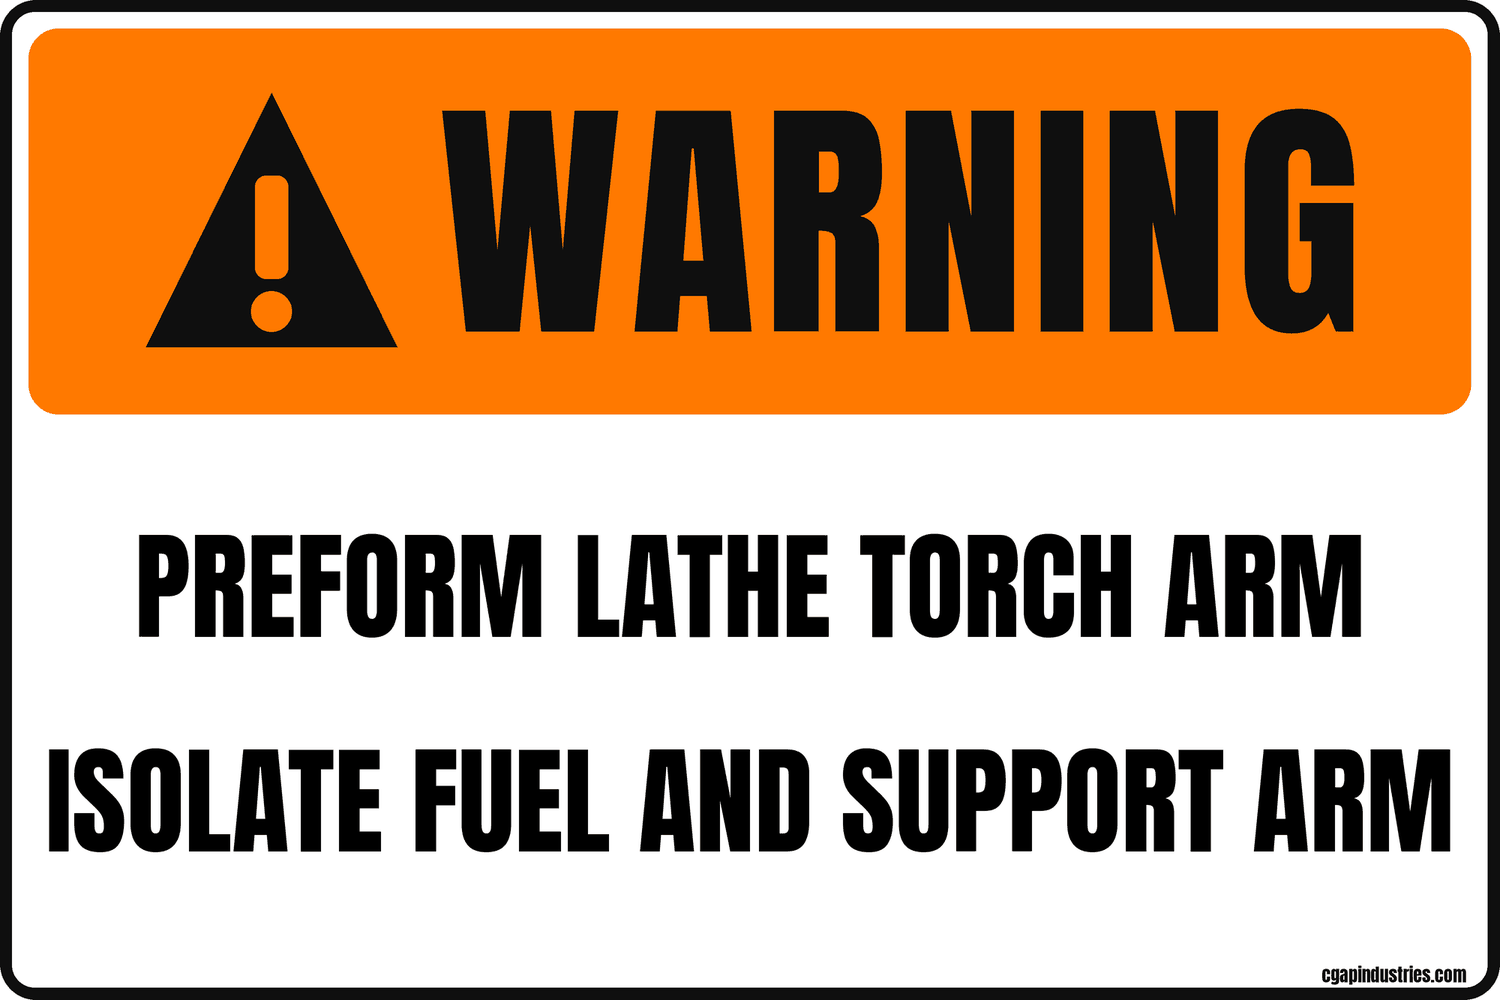 WARNING
PREFORM LATHE TORCH ARM
ISOLATE FUEL AND SUPPORT ARM
cgapindustries.com